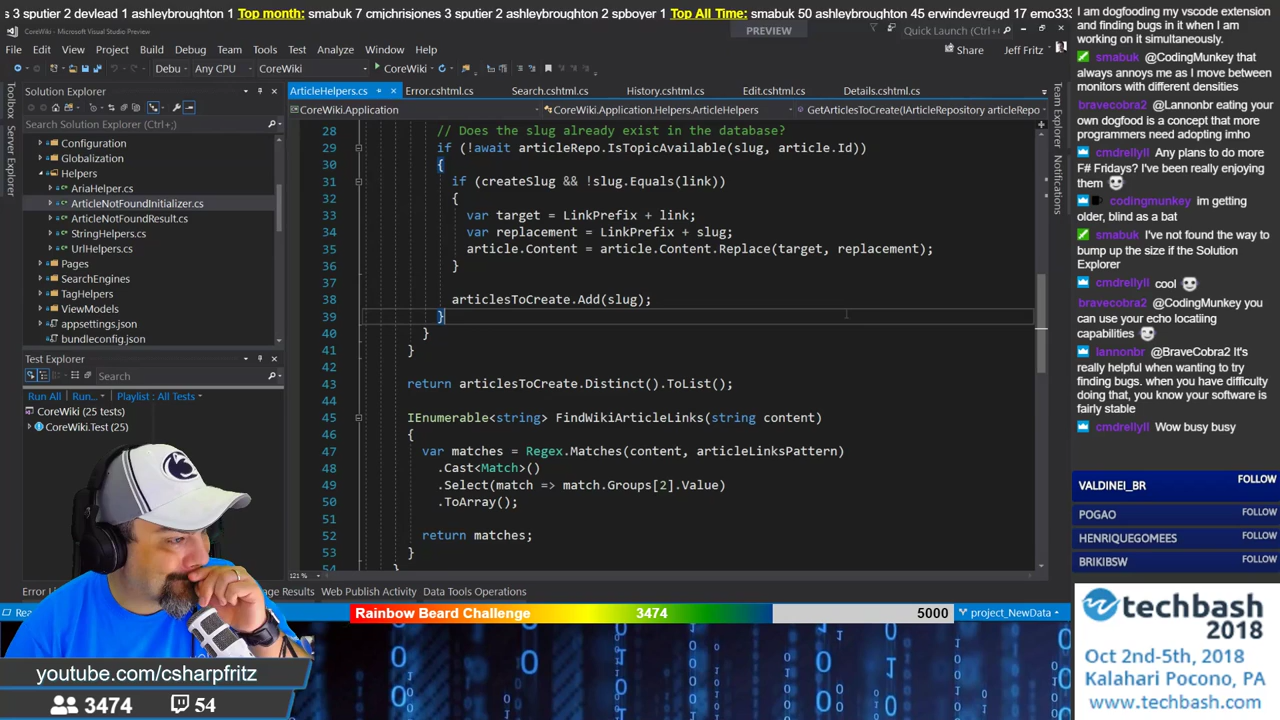 s 3 sputier 2 devlead 1 ashleybroughton 1 Top month: smabuk 7 cmjchrisjones 3 sputier 2 ashleybroughton 2 spboyer 1 Top All Time: smabuk 50 ashleybroughton 45 erwindevreugd 17 emo333
CoreWiki - Microsoft Visual Studio Preview
PREVIEW
Quick Launch (Ctrl+;)
File Edit View Project Build Debug Team Tools Test Analyze Window Help
Share Jeff Fritz
Debug Any CPU CoreWiki CoreWiki
Toolbox
Server Explorer
Solution Explorer
Search Solution Explorer (Ctrl+;)
Configuration
Globalization
Helpers
AriaHelper.cs
ArticleNotFoundInitializer.cs
ArticleNotFoundResult.cs
StringHelpers.cs
UrlHelpers.cs
Pages
SearchEngines
TagHelpers
ViewModels
appsettings.json
bundleconfig.json
Test Explorer
Search
Run All Run... Playlist : All Tests
CoreWiki (25 tests)
CoreWiki.Test (25)
ArticleHelpers.cs Error.cshtml.cs Search.cshtml.cs History.cshtml.cs Edit.cshtml.cs Details.cshtml.cs
CoreWiki.Application CoreWiki.Application.Helpers.ArticleHelpers GetArticlesToCreate(IArticleRepository articleRepo
28 // Does the slug already exist in the database?
29 if (!await articleRepo.IsTopicAvailable(slug, article.Id))
30 {
31 if (createSlug && !slug.Equals(link))
32 {
33 var target = LinkPrefix + link;
34 var replacement = LinkPrefix + slug;
35 article.Content = article.Content.Replace(target, replacement);
36 }
37
38 articlesToCreate.Add(slug);
39 }
40 }
41 }
42
43 return articlesToCreate.Distinct().ToList();
44
45 IEnumerable<string> FindWikiArticleLinks(string content)
46 {
47 var matches = Regex.Matches(content, articleLinksPattern)
48 .Cast<Match>()
49 .Select(match => match.Groups[2].Value)
50 .ToArray();
51
52 return matches;
53 }
54
121 %
Team Explorer
Notifications
Error Lis
age Results Web Publish Activity Data Tools Operations
Rea
Rainbow Beard Challenge 3474 5000
project_NewData
youtube.com/csharpfritz
3474 54
I am dogfooding my vscode extension
and finding bugs in it when I am
working on it simultaneously.
smabuk @CodingMunkey that
always annoys me as I move between
monitors with different densities
bravecobra2 @Lannonbr eating your
own dogfood is a concept that more
programmers need adopting imho
cmdrellyll Any plans to do more
F# Fridays? I've been really enjoying
them
codingmunkey im getting
older, blind as a bat
smabuk I've not found the way to
bump up the size if the Solution
Explorer
cmdrellyll cool
bravecobra2 @CodingMunkey you
can use your echo locatiing
capabilities
lannonbr @BraveCobra2 It's
really helpful when wanting to try
finding bugs. when you have difficulty
doing that, you know your software is
fairly stable
cmdrellyll Wow busy busy
VALDINEI_BR FOLLOW
POGAO FOLLOW
HENRIQUEGOMEES FOLLOW
BRIKIBSW FOLLOW
techbash
2018
Oct 2nd-5th, 2018
Kalahari Pocono, PA
www.techbash.com